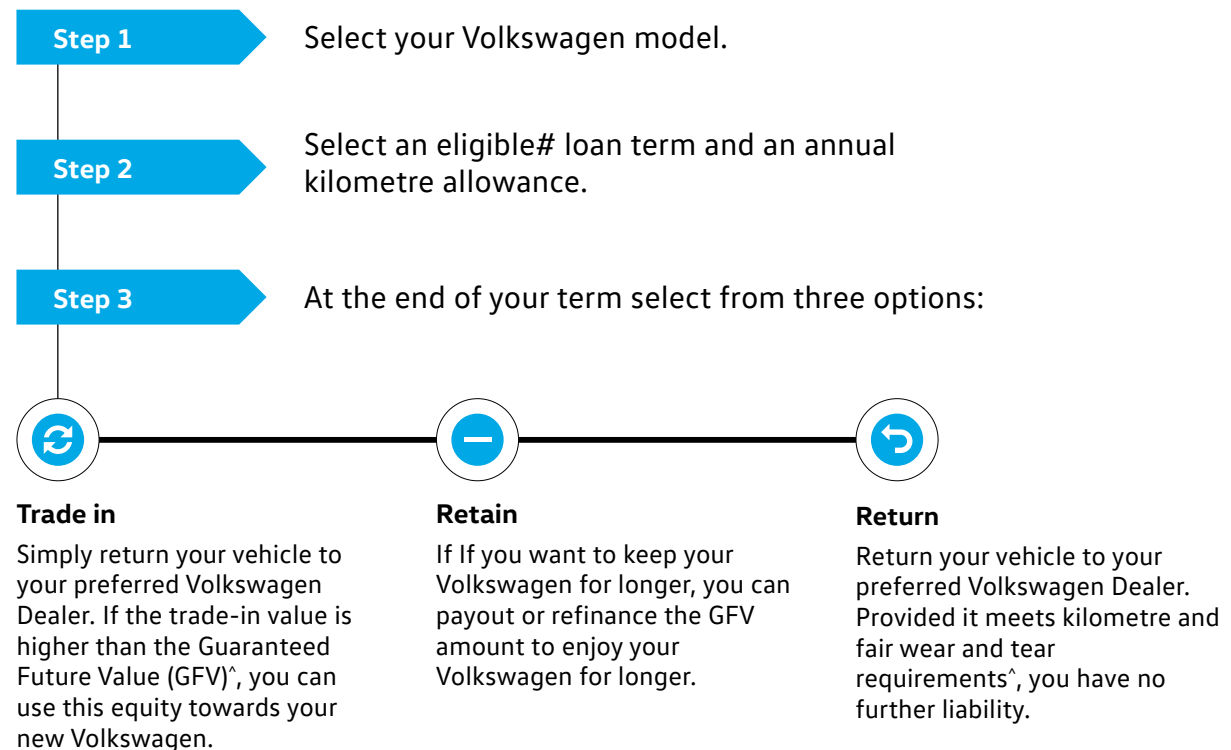 Step 1
Select your Volkswagen model.
Step 2
Select an eligible# loan term and an annual
kilometre allowance.
Step 3
At the end of your term select from three options:
Trade in
Simply return your vehicle to
your preferred Volkswagen
Dealer. If the trade-in value is
higher than the Guaranteed
Future Value (GFV)^, you can
use this equity towards your
new Volkswagen.
Retain
If If you want to keep your
Volkswagen for longer, you can
payout or refinance the GFV
amount to enjoy your
Volkswagen for longer.
Return
Return your vehicle to your
preferred Volkswagen Dealer.
Provided it meets kilometre and
fair wear and tear
requirements^, you have no
further liability.